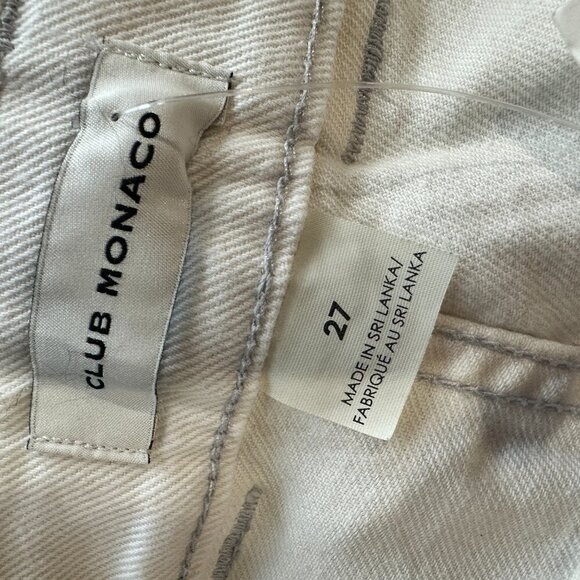 CLUB MONACO
27
MADE IN SRI LANKA/
FABRIQUÉ AU SRI LANKA